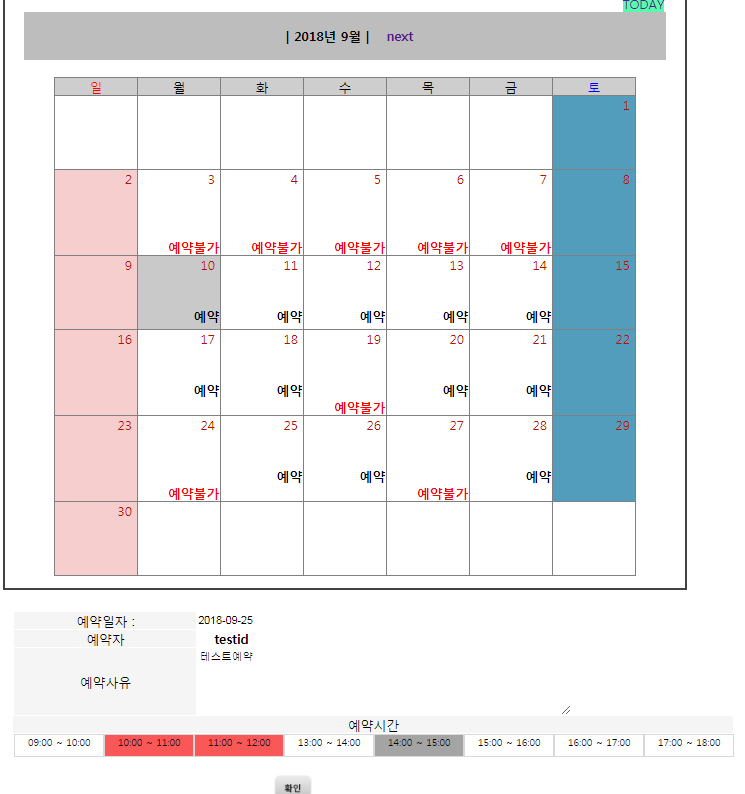 TODAY
| 2018년 9월 | next
일 월 화 수 목 금 토
1
2 3 4 5 6 7 8
예약불가 예약불가 예약불가 예약불가 예약불가
9 10 11 12 13 14 15
예약 예약 예약 예약 예약
16 17 18 19 20 21 22
예약 예약 예약 예약
예약불가
23 24 25 26 27 28 29
예약 예약 예약
예약불가 예약불가
30
예약일자 : 2018-09-25
예약자 testid
테스트예약
예약사유
예약시간
09:00 ~ 10:00 10:00 ~ 11:00 11:00 ~ 12:00 13:00 ~ 14:00 14:00 ~ 15:00 15:00 ~ 16:00 16:00 ~ 17:00 17:00 ~ 18:00
확인